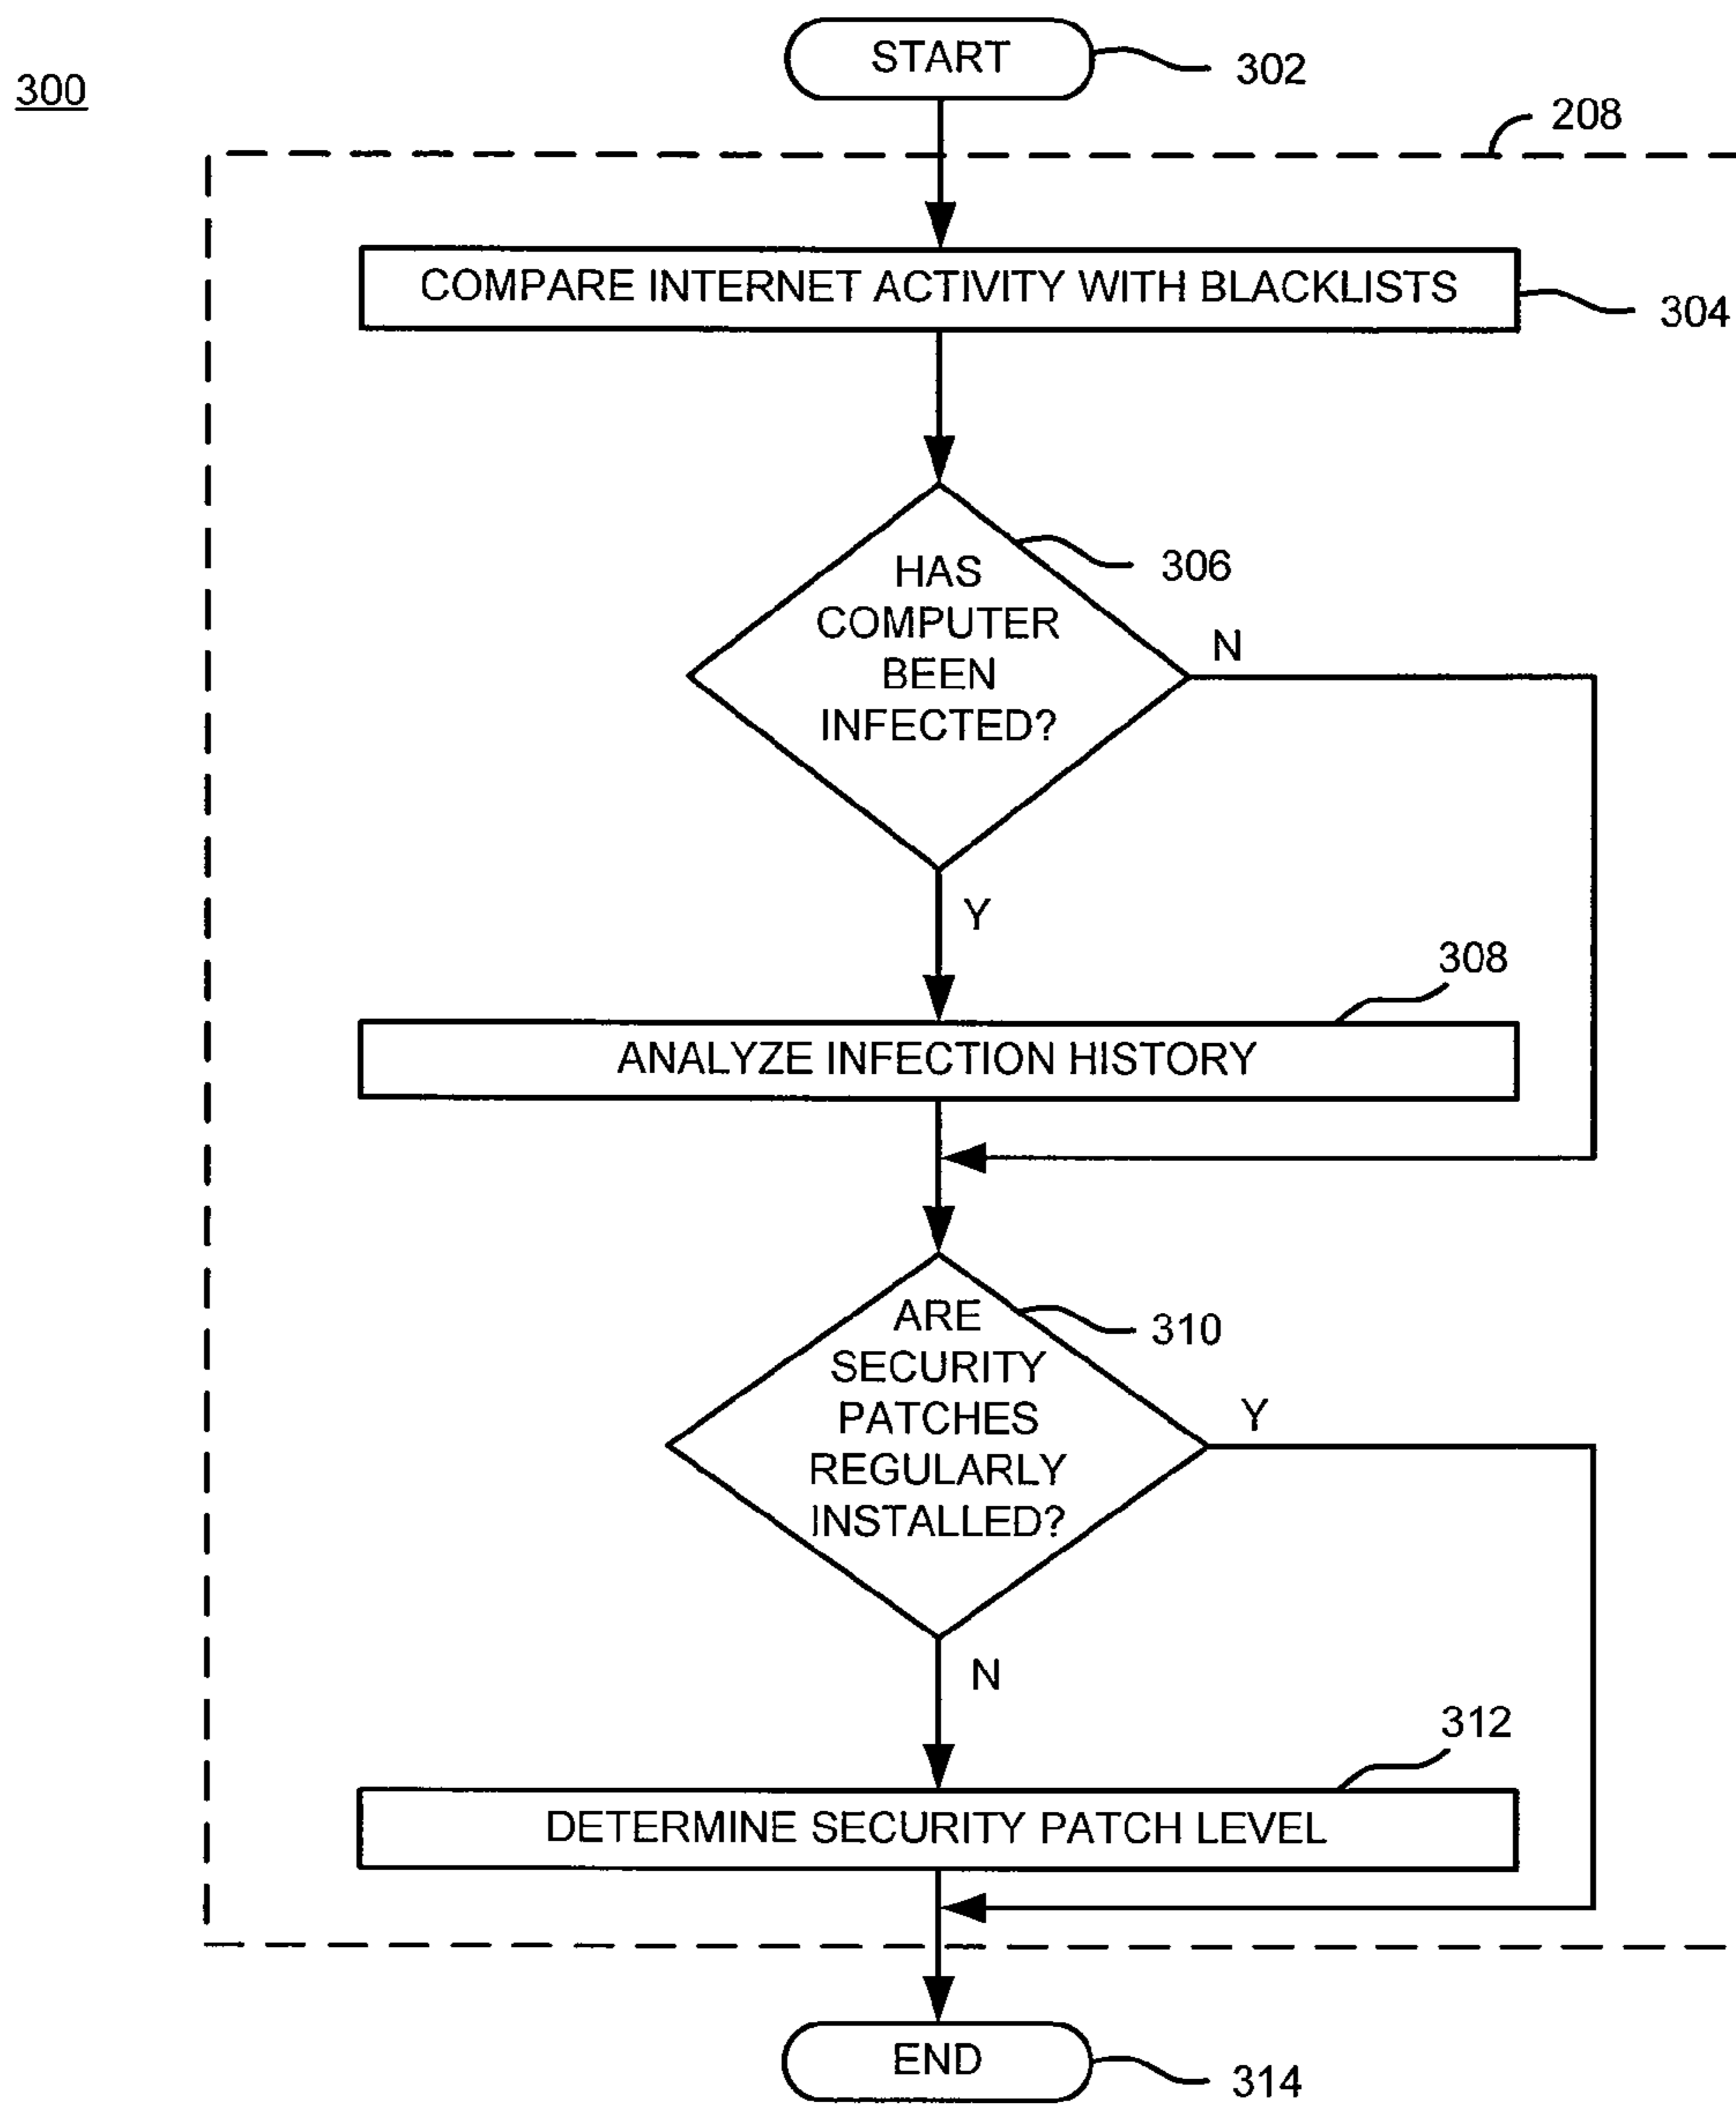 START
302
300
208
COMPARE INTERNET ACTIVITY WITH BLACKLISTS
304
306
HAS
COMPUTER
BEEN
INFECTED?
N
Y
308
ANALYZE INFECTION HISTORY
310
ARE
SECURITY
PATCHES
REGULARLY
INSTALLED?
Y
N
312
DETERMINE SECURITY PATCH LEVEL
END
314